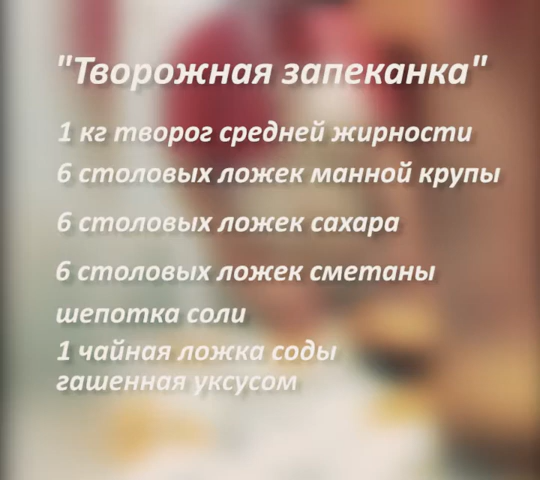 "Творожная запеканка"
1 кг творог средней жирности
6 столовых ложек манной крупы
6 столовых ложек сахара
6 столовых ложек сметаны
шепотка соли
1 чайная ложка соды
гашенная уксусом